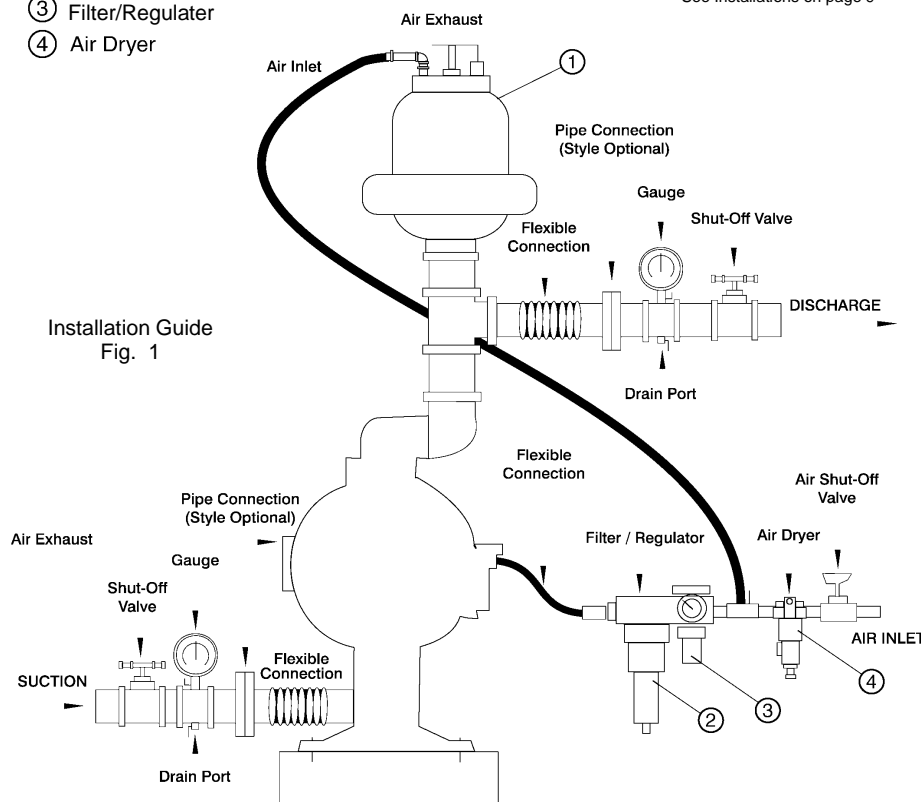 ③ Filter/Regulater
④ Air Dryer
Air Exhaust
Air Inlet
①
Pipe Connection
(Style Optional)
Gauge
Shut-Off Valve
Flexible
Connection
DISCHARGE
Installation Guide
Fig. 1
Drain Port
Flexible
Connection
Air Shut-Off
Valve
Pipe Connection
(Style Optional)
Air Exhaust
Filter / Regulator
Air Dryer
Gauge
Shut-Off
Valve
AIR INLET
Flexible
Connection
SUCTION
④
③
②
Drain Port